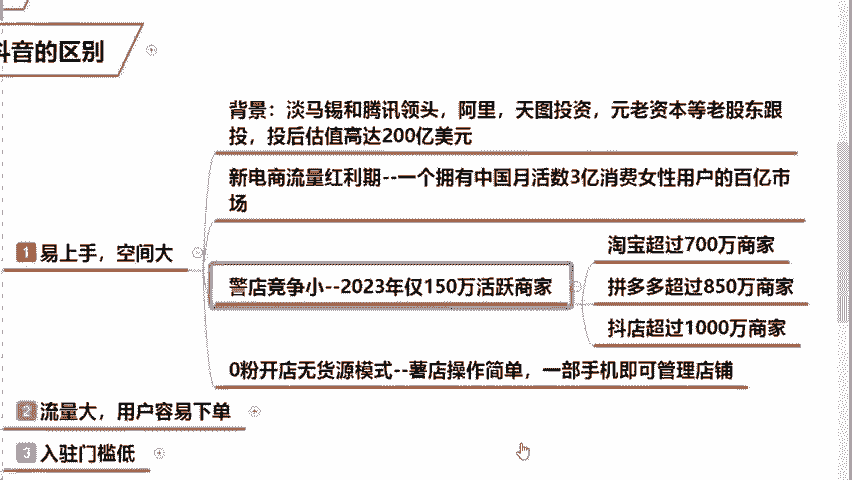 抖音的区别
背景：淡马锡和腾讯领头，阿里，天图投资，元老资本等老股东跟
投，投后估值高达200亿美元
新电商流量红利期--一个拥有中国月活数3亿消费女性用户的百亿市
场
1 易上手，空间大
淘宝超过700万商家
警店竞争小--2023年仅150万活跃商家
拼多多超过850万商家
抖店超过1000万商家
0粉开店无货源模式--薯店操作简单，一部手机即可管理店铺
2 流量大，用户容易下单
3 入驻门槛低